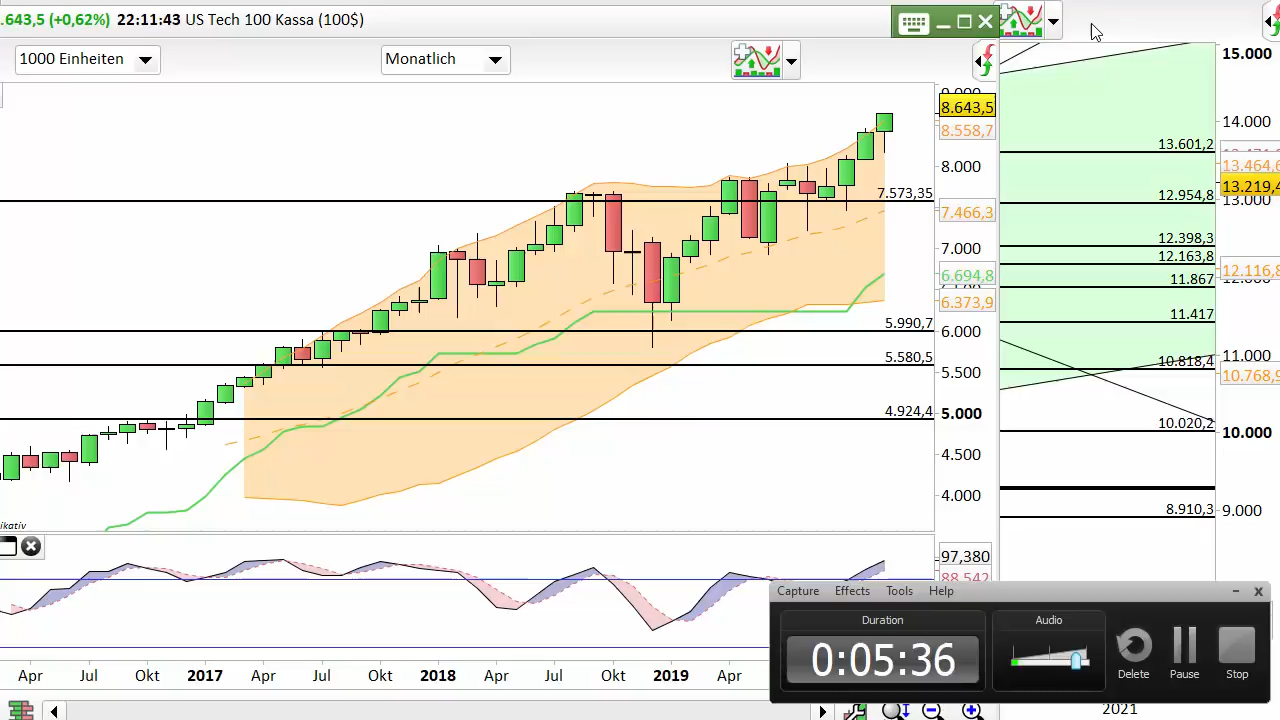 .643,5 (+0,62%) 22:11:43 US Tech 100 Kassa (100$)
1000 Einheiten
Monatlich
8.643,5
8.558,7
8.000
7.573,35
7.466,3
7.000
6.694,8
6.373,9
5.990,7
6.000
5.580,5
5.500
4.924,4
5.000
4.500
4.000
ikativ
97,380
88,542
Apr
Jul
Okt
2017
Apr
Jul
Okt
2018
Apr
Jul
Okt
2019
Apr
15.000
14.000
13.601,2
13.464,6
13.219,4
12.954,8
13.000
12.398,3
12.163,8
12.116,8
11.867
11.417
11.000
10.818,4
10.768,9
10.020,2
10.000
8.910,3
9.000
Capture Effects Tools Help
Duration
0:05:36
Audio
Delete
Pause
Stop
2021